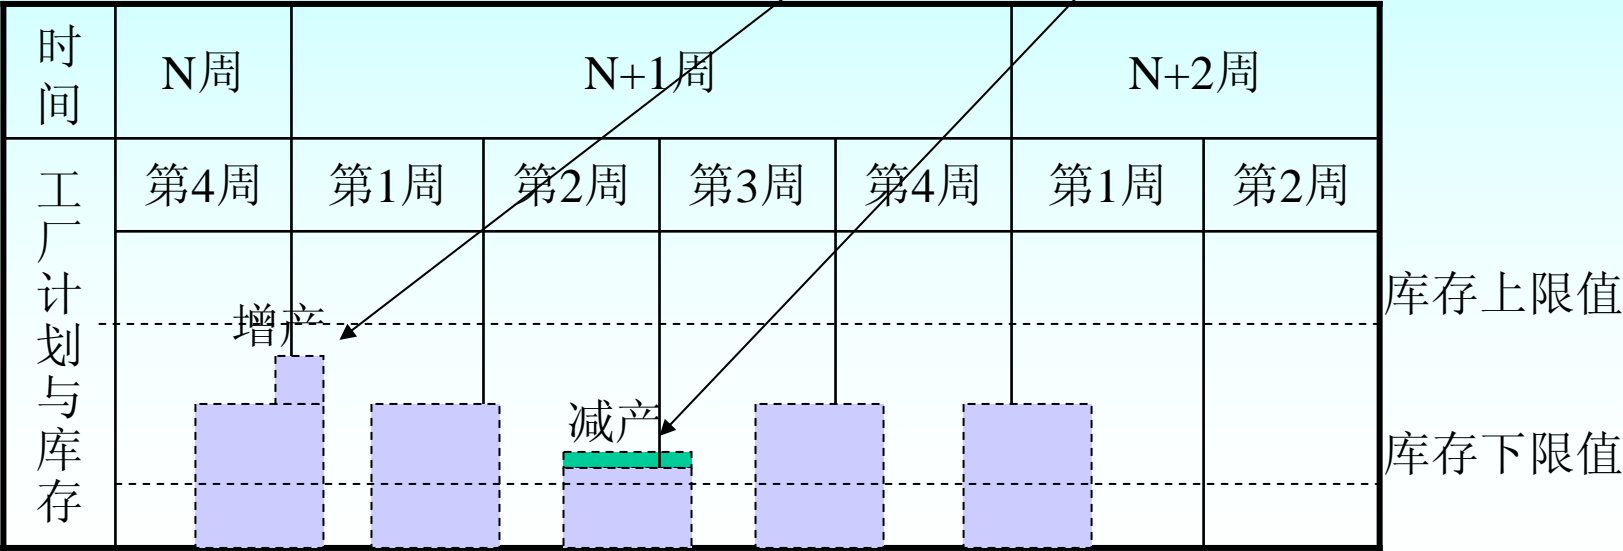 时间
N周
N+1周
N+2周
工厂计划与库存
第4周
第1周
第2周
第3周
第4周
第1周
第2周
库存上限值
增产
减产
库存下限值